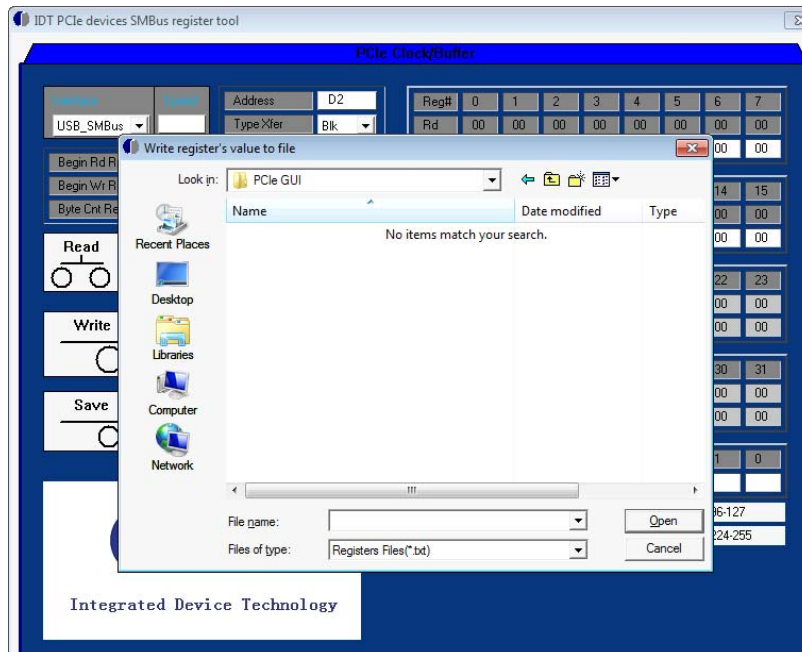 IDT PCIe devices SMBus register tool
PCIe Clock/Buffer
Address D2
Reg# 0 1 2 3 4 5 6 7
USB_SMBus
Type Xfer Blk
Rd 00 00 00 00 00 00 00 00
00 00
Write register's value to file
Begin Rd R
Look in: PCIe GUI
Begin Wr R
14 15
Byte Cnt Re
Name Date modified Type
00 00
No items match your search.
00 00
Read
Recent Places
Desktop
22 23
00 00
Write
00 00
Libraries
30 31
Computer
00 00
Save
00 00
Network
1 0
File name: Open
96-127
Files of type: Registers Files(*.txt) Cancel
224-255
Integrated Device Technology